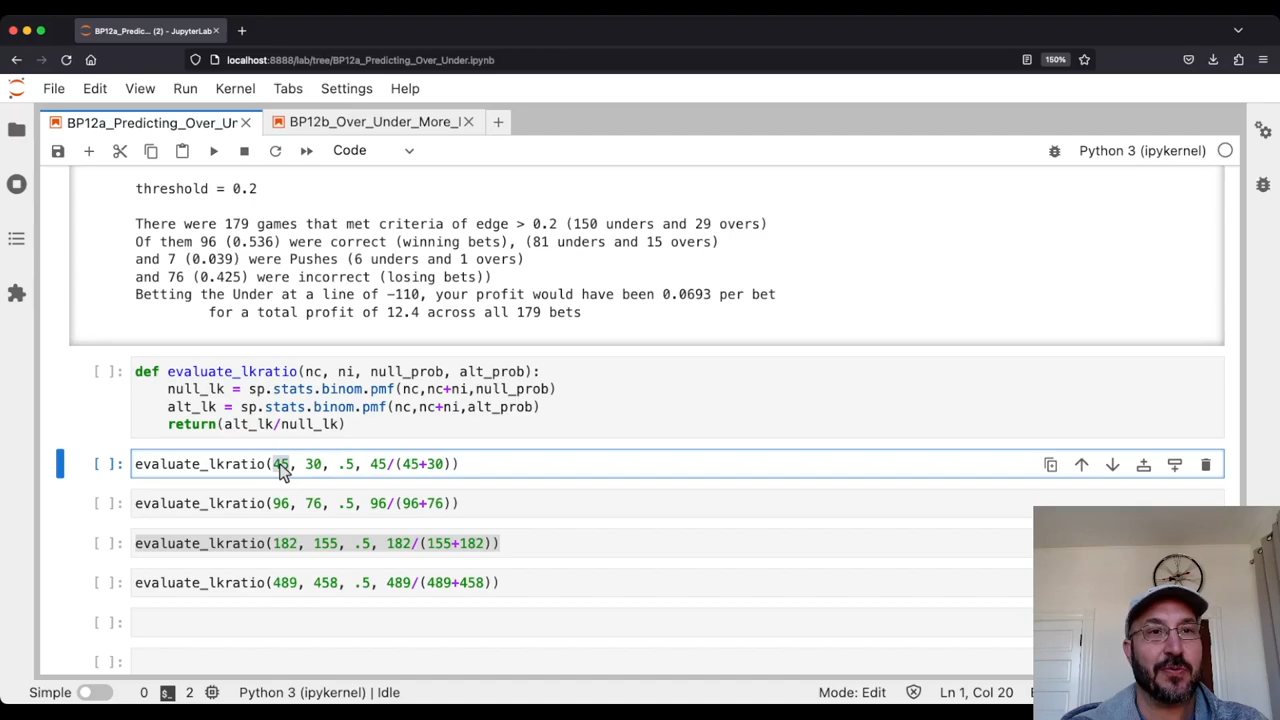 BP12a_Predic... (2) - JupyterLab
localhost:8888/lab/tree/BP12a_Predicting_Over_Under.ipynb
150%
File Edit View Run Kernel Tabs Settings Help
BP12a_Predicting_Over_Ur
BP12b_Over_Under_More_I
Code
Python 3 (ipykernel)
threshold = 0.2
There were 179 games that met criteria of edge > 0.2 (150 unders and 29 overs)
Of them 96 (0.536) were correct (winning bets), (81 unders and 15 overs)
and 7 (0.039) were Pushes (6 unders and 1 overs)
and 76 (0.425) were incorrect (losing bets))
Betting the Under at a line of -110, your profit would have been 0.0693 per bet
for a total profit of 12.4 across all 179 bets
[ ]: def evaluate_lkratio(nc, ni, null_prob, alt_prob):
null_lk = sp.stats.binom.pmf(nc,nc+ni,null_prob)
alt_lk = sp.stats.binom.pmf(nc,nc+ni,alt_prob)
return(alt_lk/null_lk)
[ ]: evaluate_lkratio(45, 30, .5, 45/(45+30))
[ ]: evaluate_lkratio(96, 76, .5, 96/(96+76))
[ ]: evaluate_lkratio(182, 155, .5, 182/(155+182))
[ ]: evaluate_lkratio(489, 458, .5, 489/(489+458))
[ ]:
[ ]:
Simple 0 $_ 2 Python 3 (ipykernel) | Idle Mode: Edit Ln 1, Col 20